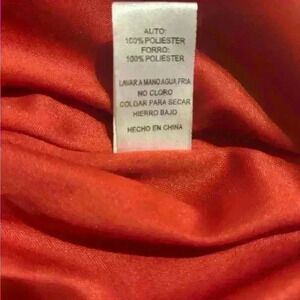 AUTO:
100% POLIESTER
FORRO:
100% POLIESTER
LAVAR A MANO AGUA FRIA
NO CLORO
COLGAR PARA SECAR
HIERRO BAJO
HECHO EN CHINA